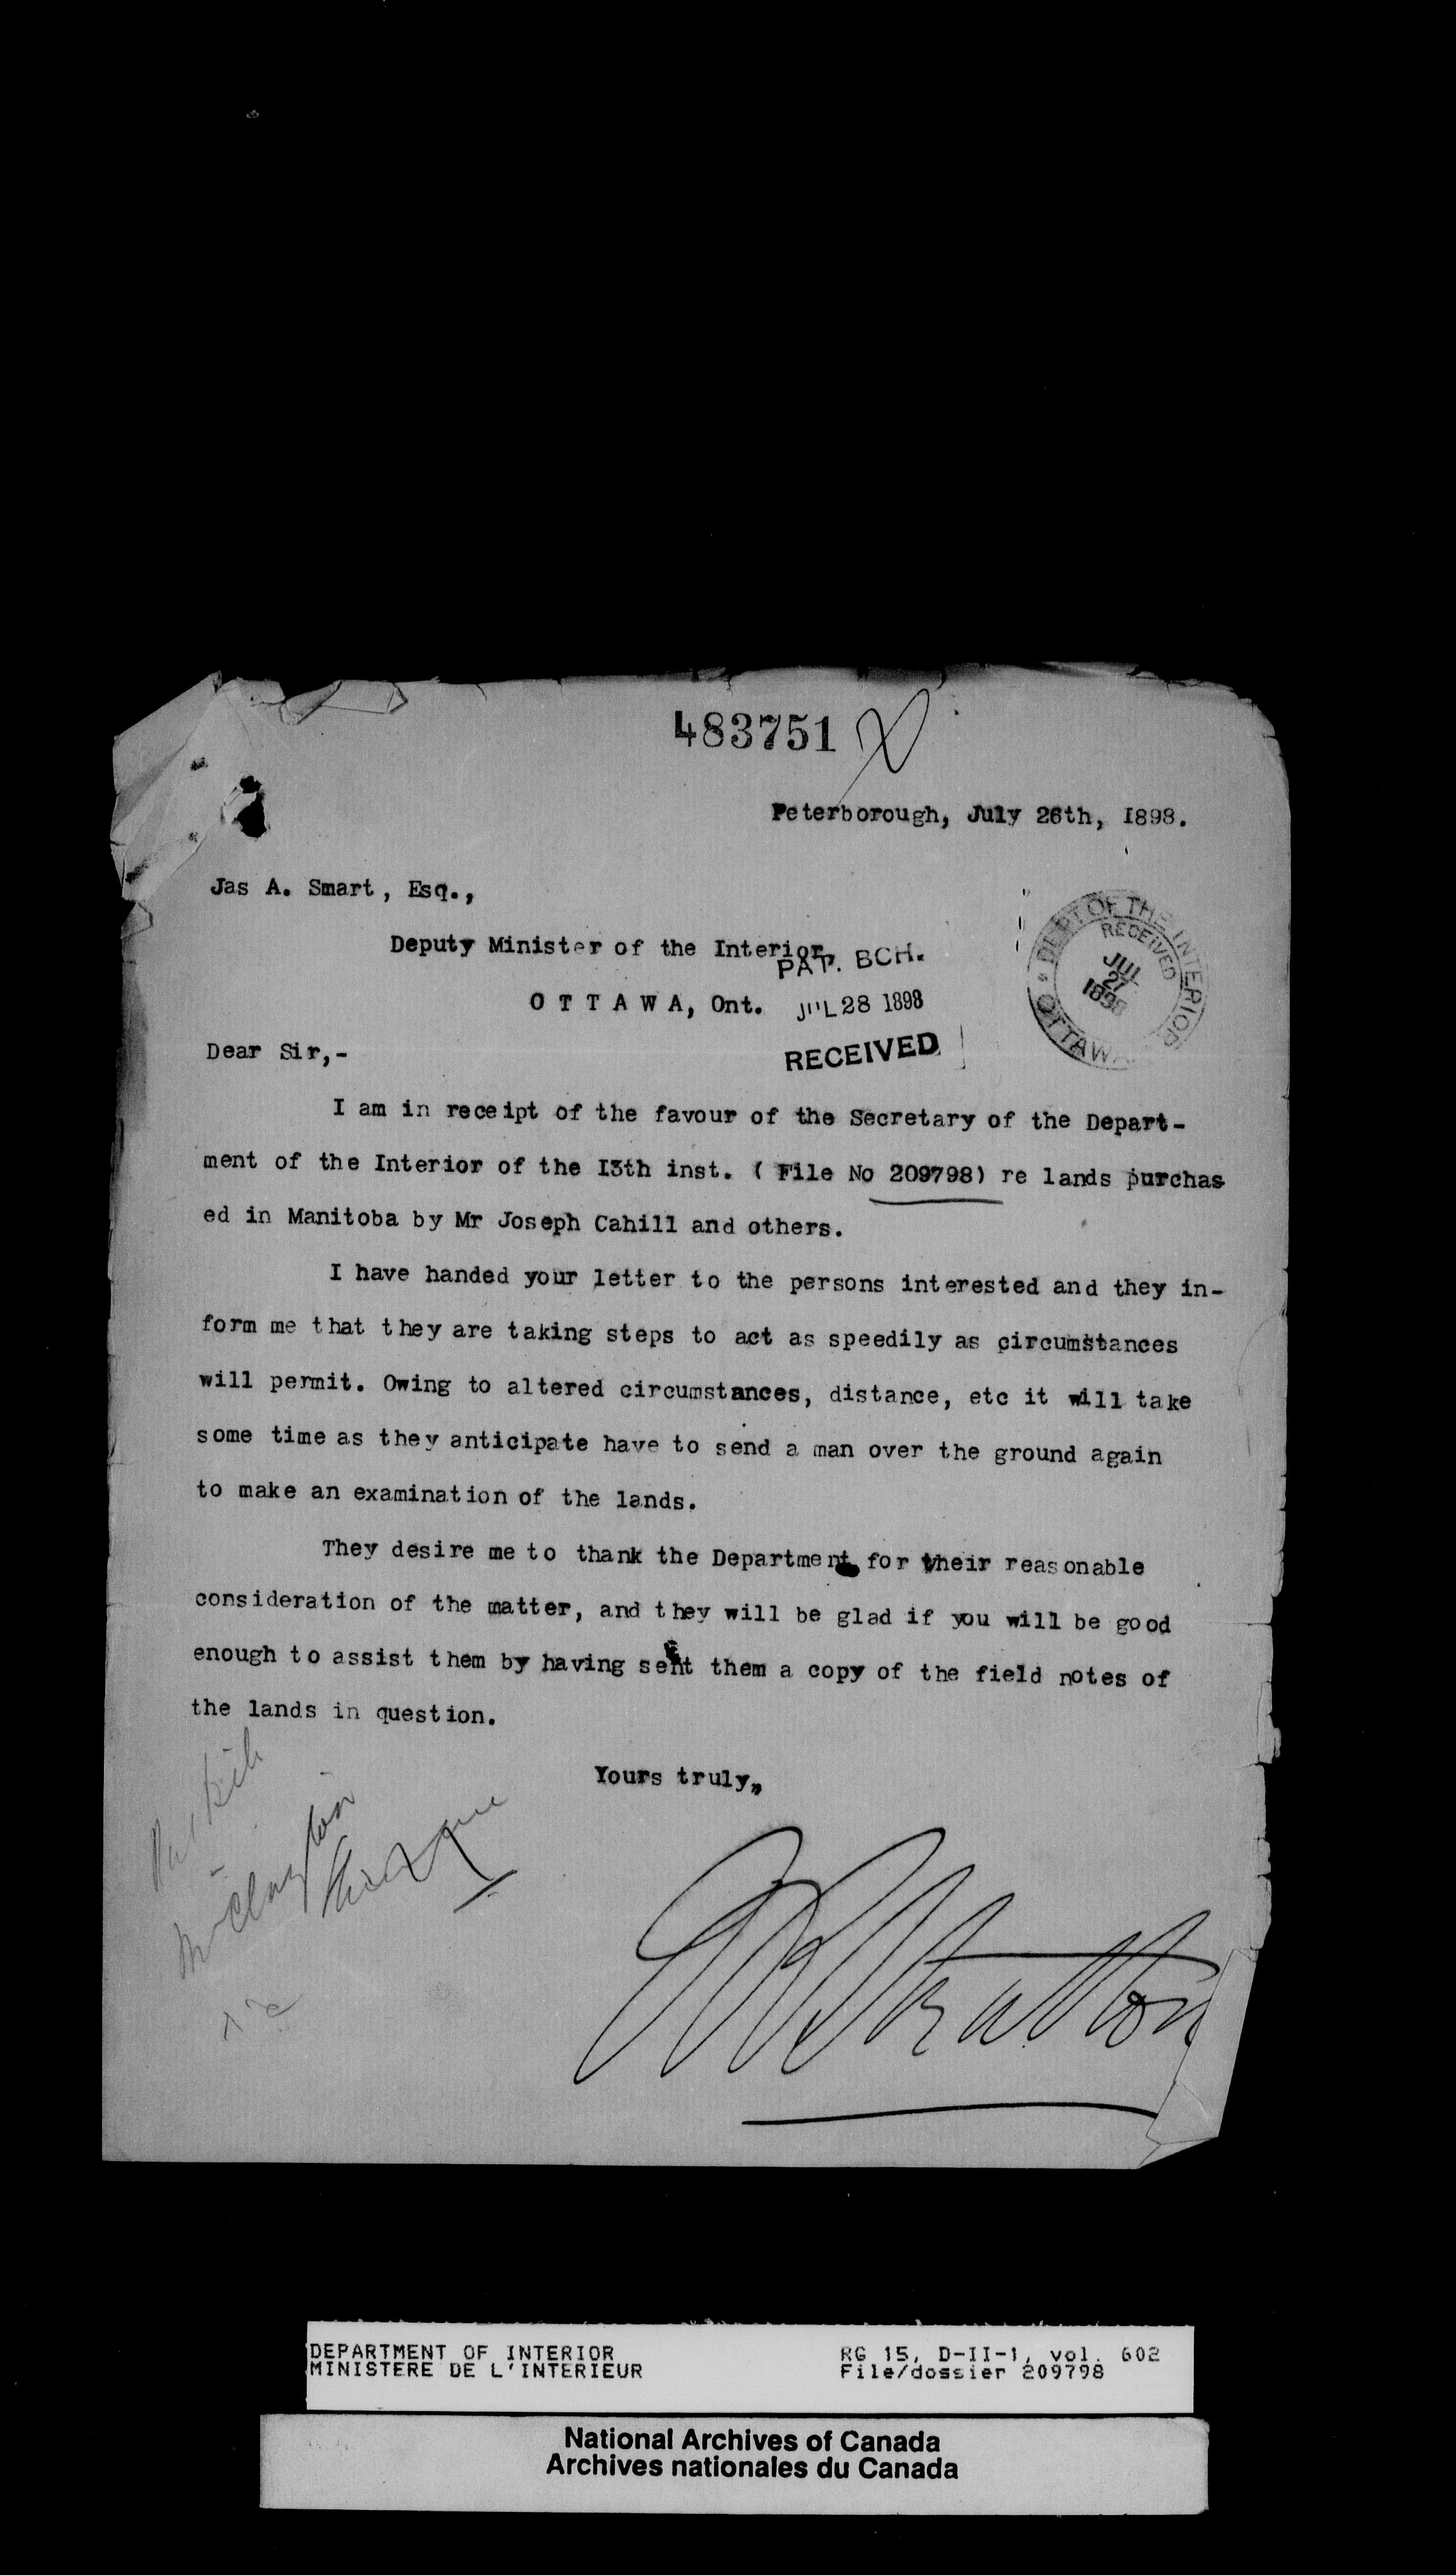 483751
Peterborough, July 26th, I898.
Jas A. Smart, Esq.,
Deputy Minister of the Interior,
PAT. BCH.
O T T A W A, Ont.
JUL 28 1898
RECEIVED
DEPT OF THE INTERIOR
RECEIVED
JUL
27
1898
OTTAWA
Dear Sir,-
I am in receipt of the favour of the Secretary of the Depart-
ment of the Interior of the I3th inst. ( File No 209798) re lands purchas
ed in Manitoba by Mr Joseph Cahill and others.
I have handed your letter to the persons interested and they in-
form me that they are taking steps to act as speedily as circumstances
will permit. Owing to altered circumstances, distance, etc it will take
some time as they anticipate have to send a man over the ground again
to make an examination of the lands.
They desire me to thank the Department for their reasonable
consideration of the matter, and they will be glad if you will be good
enough to assist them by having sent them a copy of the field notes of
the lands in question.
Yours truly,,
Stratton
DEPARTMENT OF INTERIOR
MINISTERE DE L'INTERIEUR
RG 15, D-II-1, vol. 602
File/dossier 209798
National Archives of Canada
Archives nationales du Canada